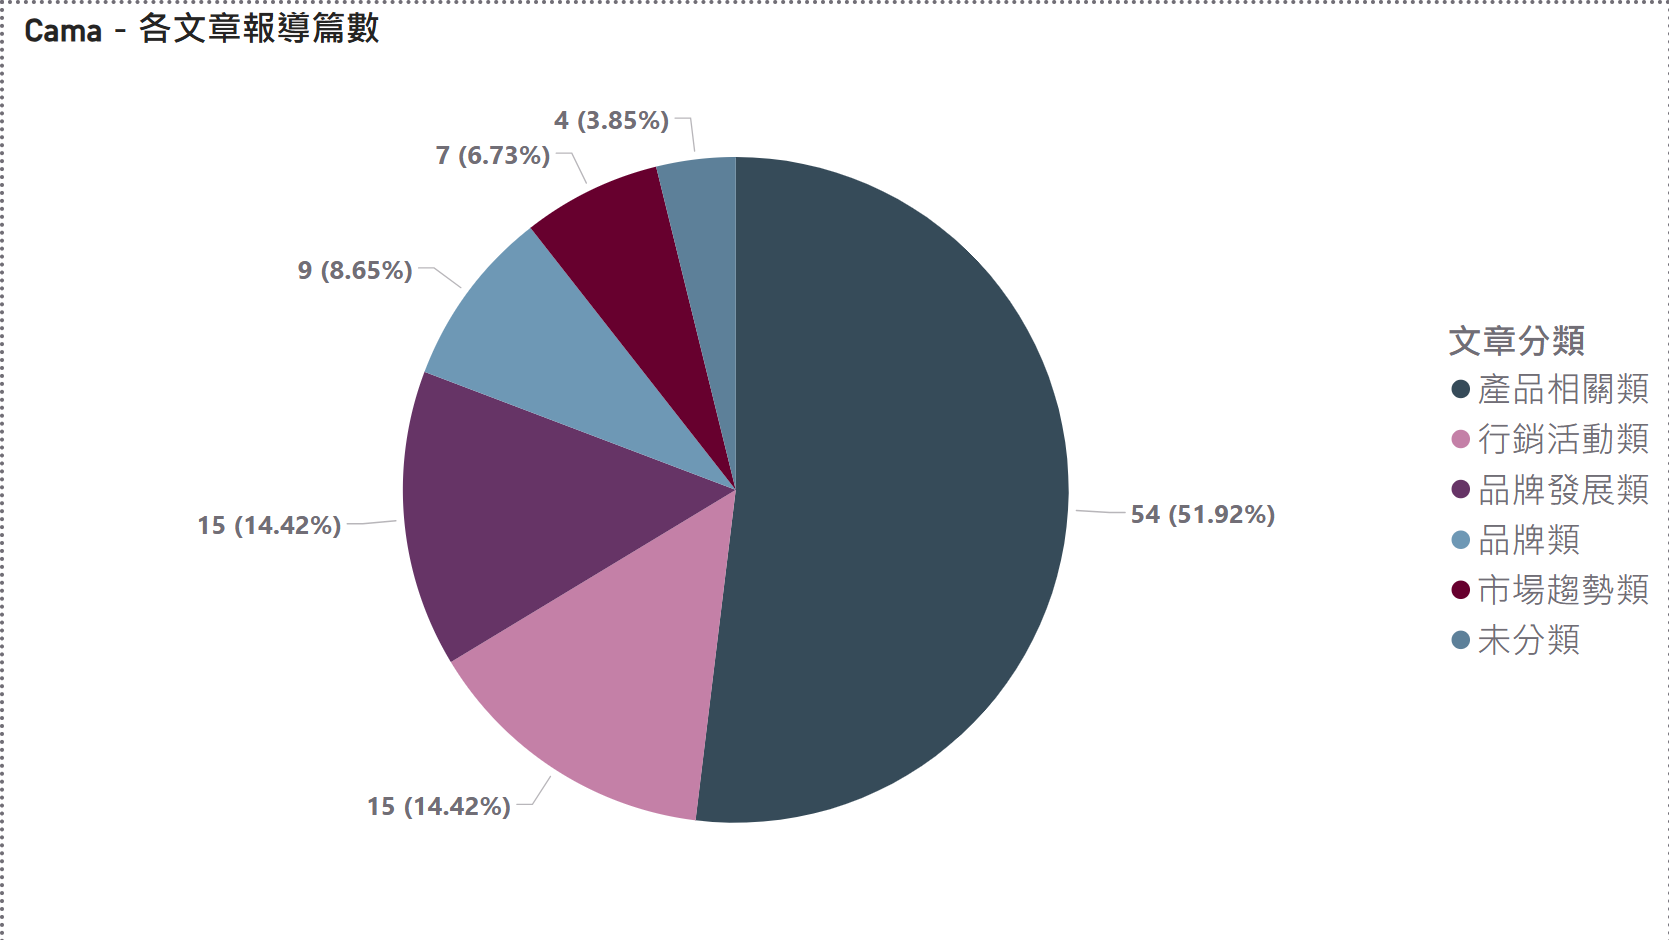 Cama - 各文章報導篇數
4 (3.85%)
7 (6.73%)
9 (8.65%)
15 (14.42%)
54 (51.92%)
15 (14.42%)
文章分類
產品相關類
行銷活動類
品牌發展類
品牌類
市場趨勢類
未分類